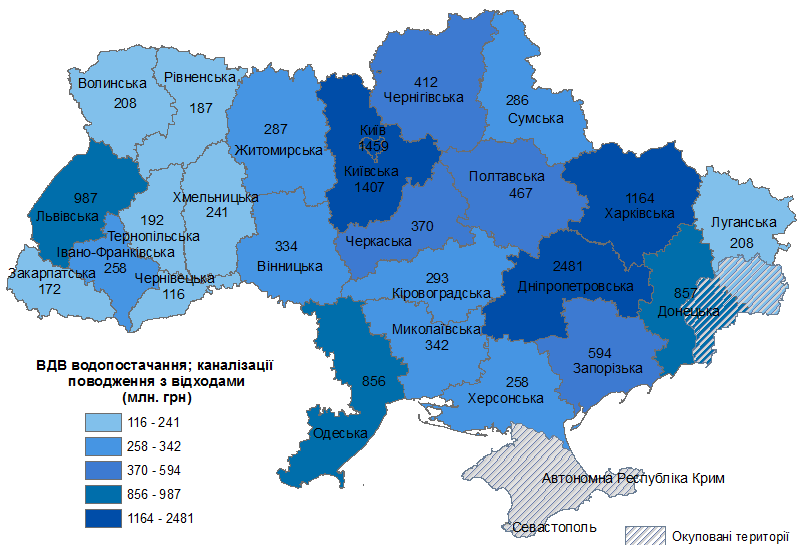 Волинська
208
Рівненська
187
287
Житомирська
Київ
1459
Київська
1407
412
Чернігівська
286
Сумська
987
Львівська
192
Тернопільська
Хмельницька
241
Івано-Франківська
258
Закарпатська
172
Чернівецька
116
334
Вінницька
370
Черкаська
Полтавська
467
1164
Харківська
Луганська
208
293
Кіровоградська
2481
Дніпропетровська
857
Донецька
Миколаївська
342
594
Запорізька
258
Херсонська
856
Одеська
Автономна Республіка Крим
Севастополь
ВДВ водопостачання; каналізації
поводження з відходами
(млн. грн)
116 - 241
258 - 342
370 - 594
856 - 987
1164 - 2481
Окуповані території